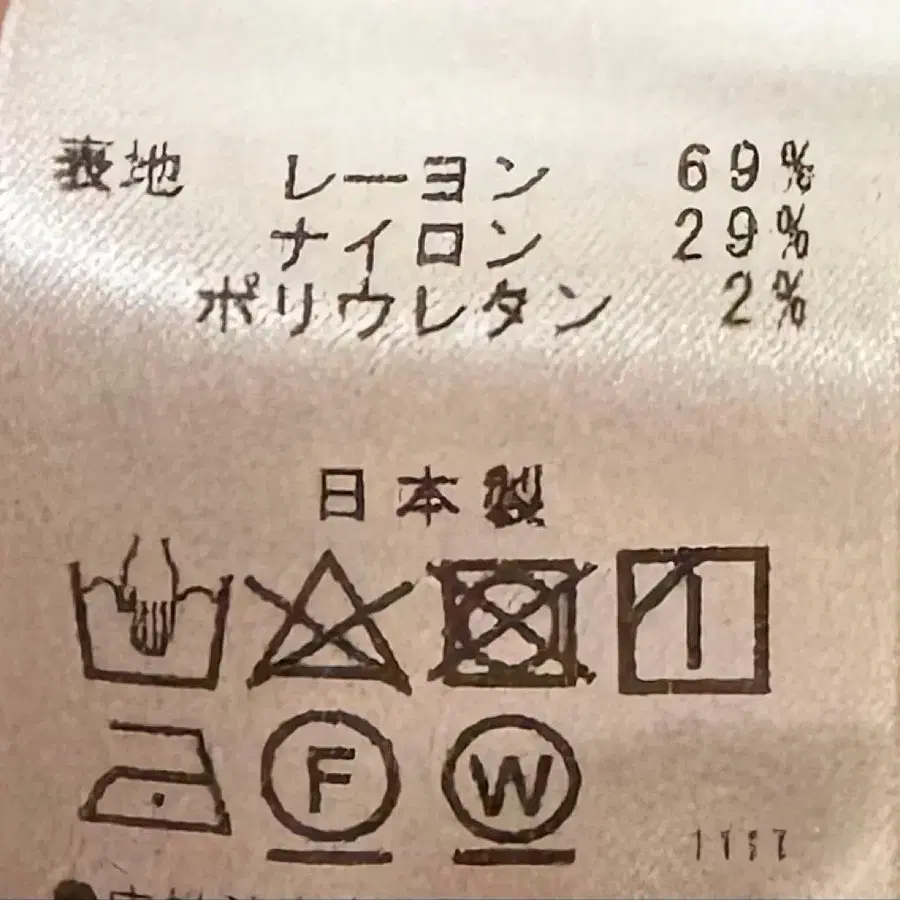 表地 レーヨン 69%
ナイロン 29%
ポリウレタン 2%
日本製
F W